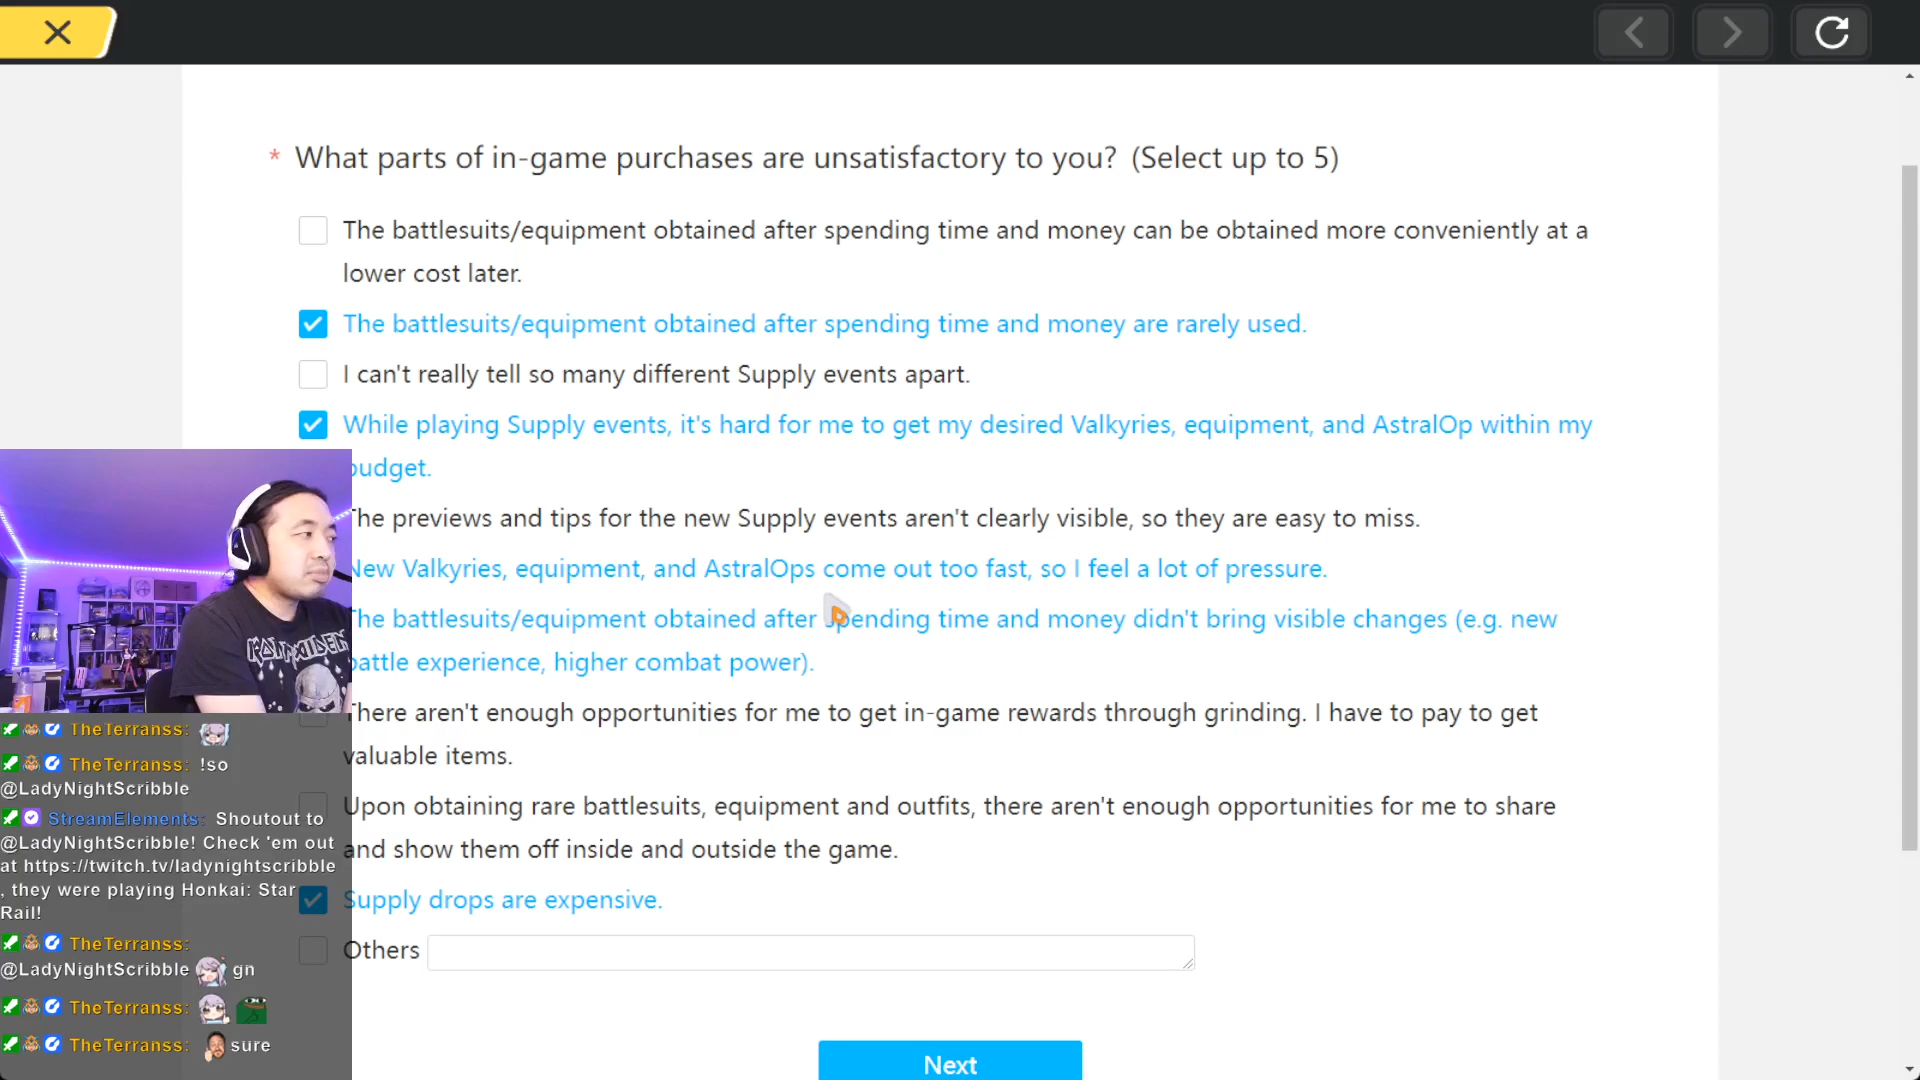 * What parts of in-game purchases are unsatisfactory to you? (Select up to 5)
The battlesuits/equipment obtained after spending time and money can be obtained more conveniently at a
lower cost later.
The battlesuits/equipment obtained after spending time and money are rarely used.
I can't really tell so many different Supply events apart.
While playing Supply events, it's hard for me to get my desired Valkyries, equipment, and AstralOp within my
budget.
The previews and tips for the new Supply events aren't clearly visible, so they are easy to miss.
New Valkyries, equipment, and AstralOps come out too fast, so I feel a lot of pressure.
The battlesuits/equipment obtained after spending time and money didn't bring visible changes (e.g. new
battle experience, higher combat power).
There aren't enough opportunities for me to get in-game rewards through grinding. I have to pay to get
valuable items.
Upon obtaining rare battlesuits, equipment and outfits, there aren't enough opportunities for me to share
and show them off inside and outside the game.
Supply drops are expensive.
Others
Next
IRON MAIDEN
TheTerranss:
TheTerranss: !so
@LadyNightScribble
StreamElements: Shoutout to
@LadyNightScribble! Check 'em out
at https://twitch.tv/ladynightscribble
, they were playing Honkai: Star
Rail!
TheTerranss:
@LadyNightScribble gn
TheTerranss:
TheTerranss: sure